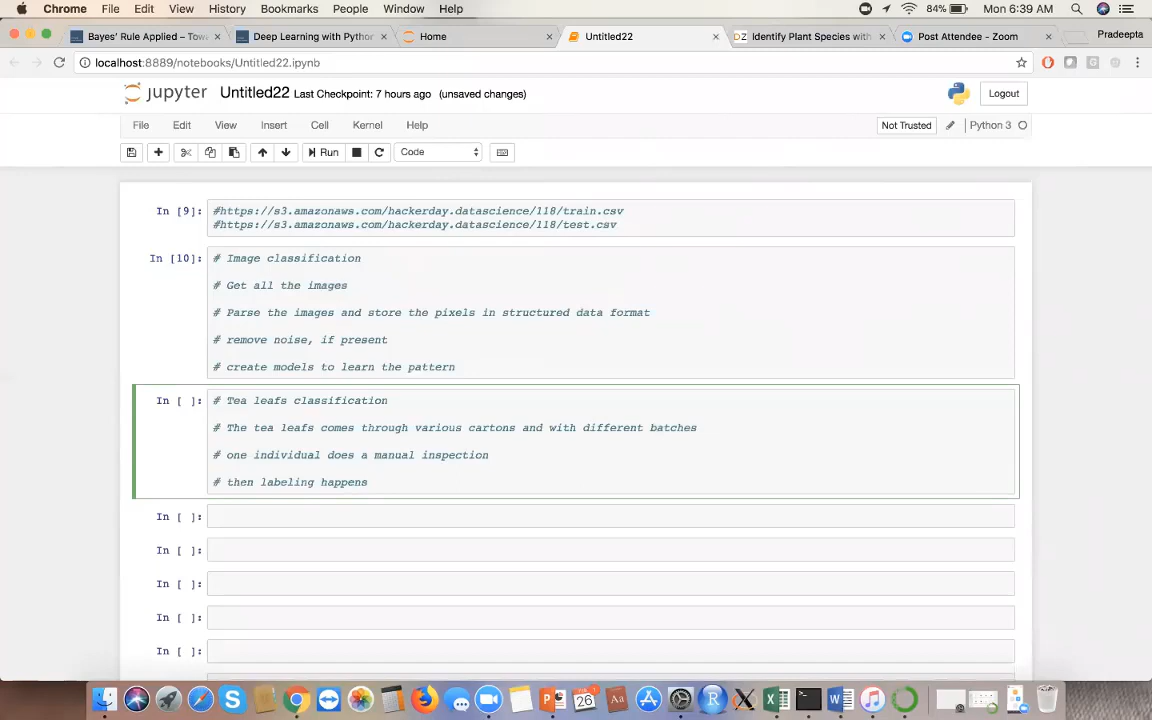 Chrome File Edit View History Bookmarks People Window Help 84% Mon 6:39 AM
Bayes' Rule Applied – Tow
Deep Learning with Python
Home
Untitled22
Identify Plant Species with
Post Attendee - Zoom
Pradeepta
localhost:8889/notebooks/Untitled22.ipynb
jupyter Untitled22 Last Checkpoint: 7 hours ago (unsaved changes)
Logout
File Edit View Insert Cell Kernel Help
Not Trusted
Python 3
Run
Code
In [9]: #https://s3.amazonaws.com/hackerday.datascience/118/train.csv
#https://s3.amazonaws.com/hackerday.datascience/118/test.csv
In [10]: # Image classification
# Get all the images
# Parse the images and store the pixels in structured data format
# remove noise, if present
# create models to learn the pattern
In [ ]: # Tea leafs classification
# The tea leafs comes through various cartons and with different batches
# one individual does a manual inspection
# then labeling happens
In [ ]:
In [ ]:
In [ ]:
In [ ]:
In [ ]: